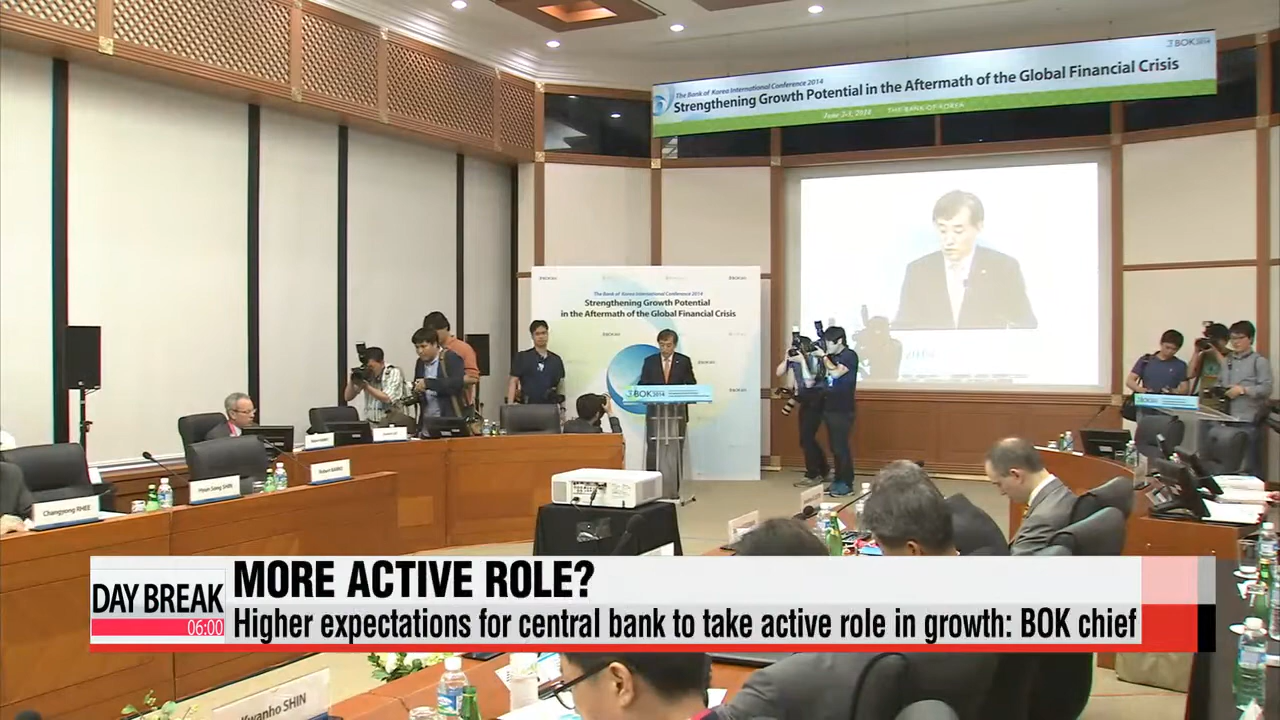 BOK 2014
The Bank of Korea International Conference 2014
Strengthening Growth Potential in the Aftermath of the Global Financial Crisis
THE BANK OF KOREA
The Bank of Korea International Conference 2014
Strengthening Growth Potential
in the Aftermath of the Global Financial Crisis
BOK 2014
Robert BARRO
Hyun Song SHIN
Changyong RHEE
MORE ACTIVE ROLE?
DAY BREAK
06:00
Higher expectations for central bank to take active role in growth: BOK chief
Kwanho SHIN